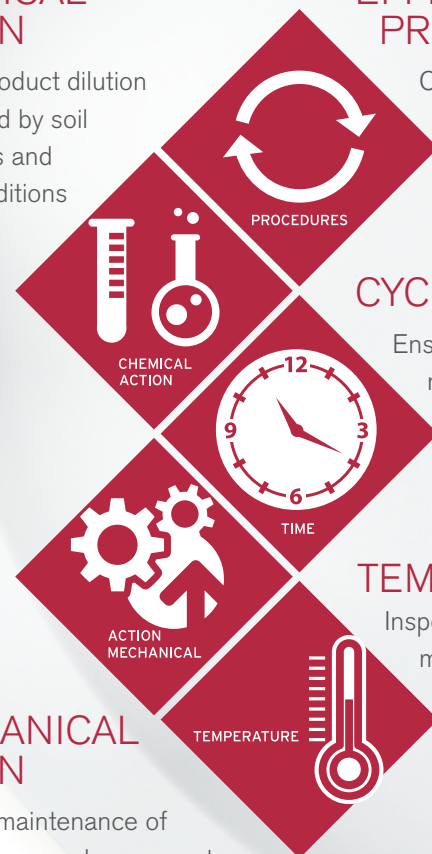 N
oduct dilution
d by soil
s and
ditions
PR
C
PROCEDURES
CHEMICAL
ACTION
CYC
Ens
12
3
6
9
TIME
ACTION
MECHANICAL
TEM
Inspe
m
TEMPERATURE
ANICAL
N
maintenance of